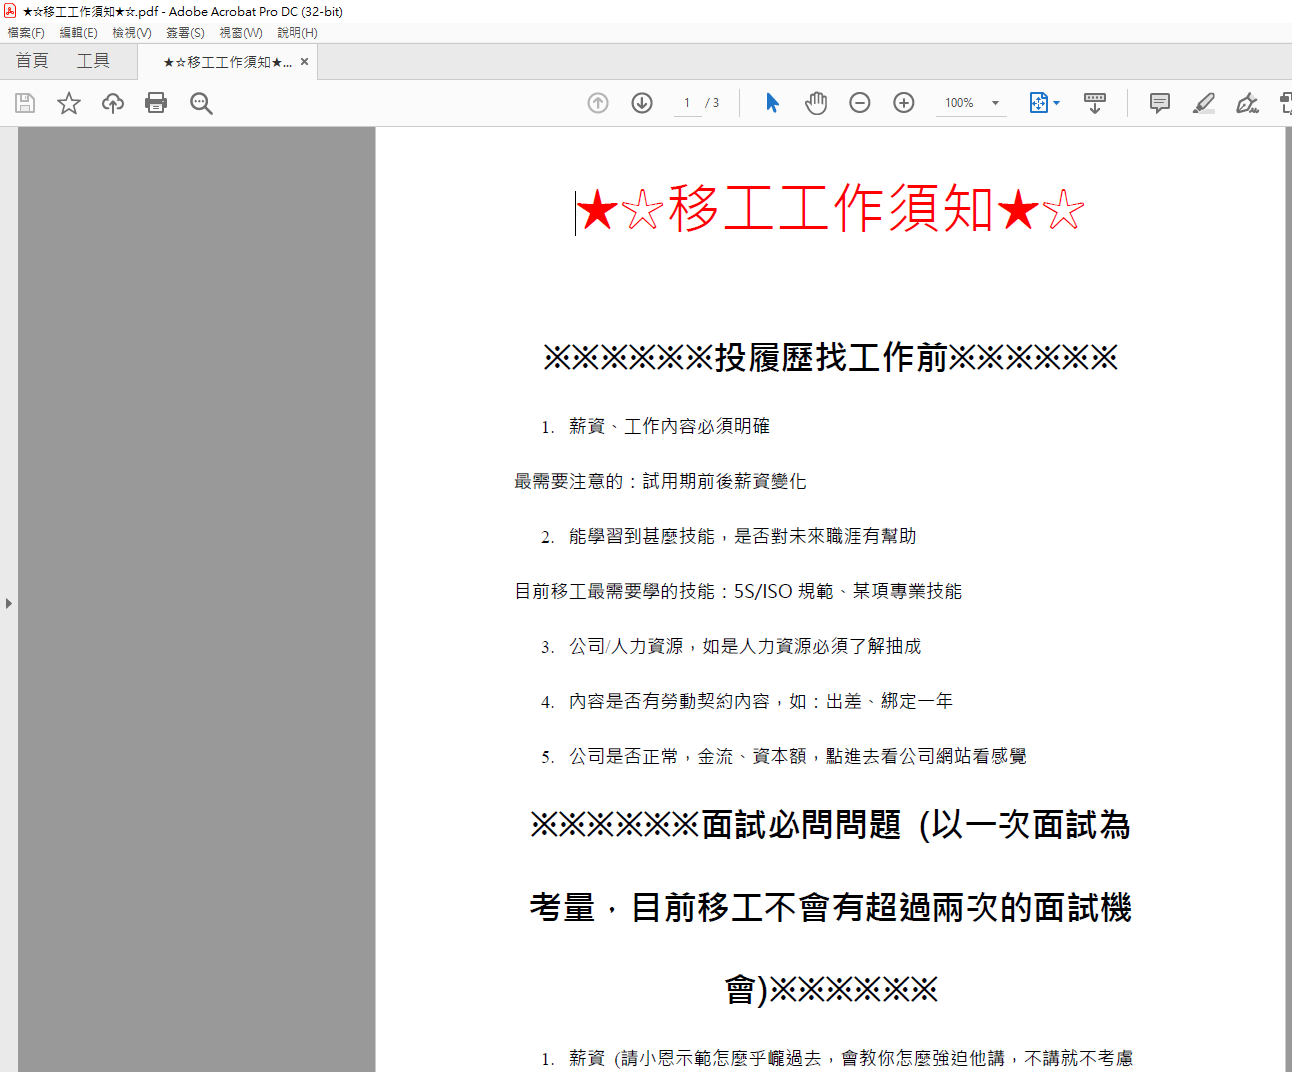 ★☆移工工作須知★☆.pdf - Adobe Acrobat Pro DC (32-bit)
檔案(F) 編輯(E) 檢視(V) 簽署(S) 視窗(W) 說明(H)
首頁 工具 ★☆移工工作須知★... ×
1 / 3 100%
★☆移工工作須知★☆
※※※※※※投履歷找工作前※※※※※※
1. 薪資、工作內容必須明確
最需要注意的：試用期前後薪資變化
2. 能學習到甚麼技能，是否對未來職涯有幫助
目前移工最需要學的技能：5S/ISO 規範、某項專業技能
3. 公司/人力資源，如是人力資源必須了解抽成
4. 內容是否有勞動契約內容，如：出差、綁定一年
5. 公司是否正常，金流、資本額，點進去看公司網站看感覺
※※※※※※面試必問問題 (以一次面試為
考量，目前移工不會有超過兩次的面試機
會)※※※※※※
1. 薪資 (請小恩示範怎麼乎巄過去，會教你怎麼強迫他講，不講就不考慮